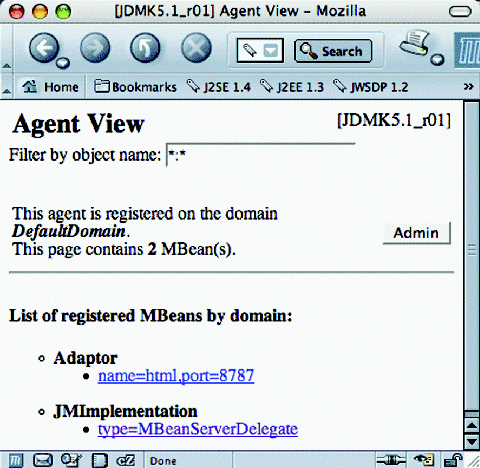 [JDMK5.1_r01] Agent View - Mozilla
Search
Home Bookmarks J2SE 1.4 J2EE 1.3 JWSDP 1.2 »
Agent View [JDMK5.1_r01]
Filter by object name: *:*
This agent is registered on the domain
DefaultDomain.
This page contains 2 MBean(s).
Admin
List of registered MBeans by domain:
Adaptor
name=html,port=8787
JMImplementation
type=MBeanServerDelegate
Done